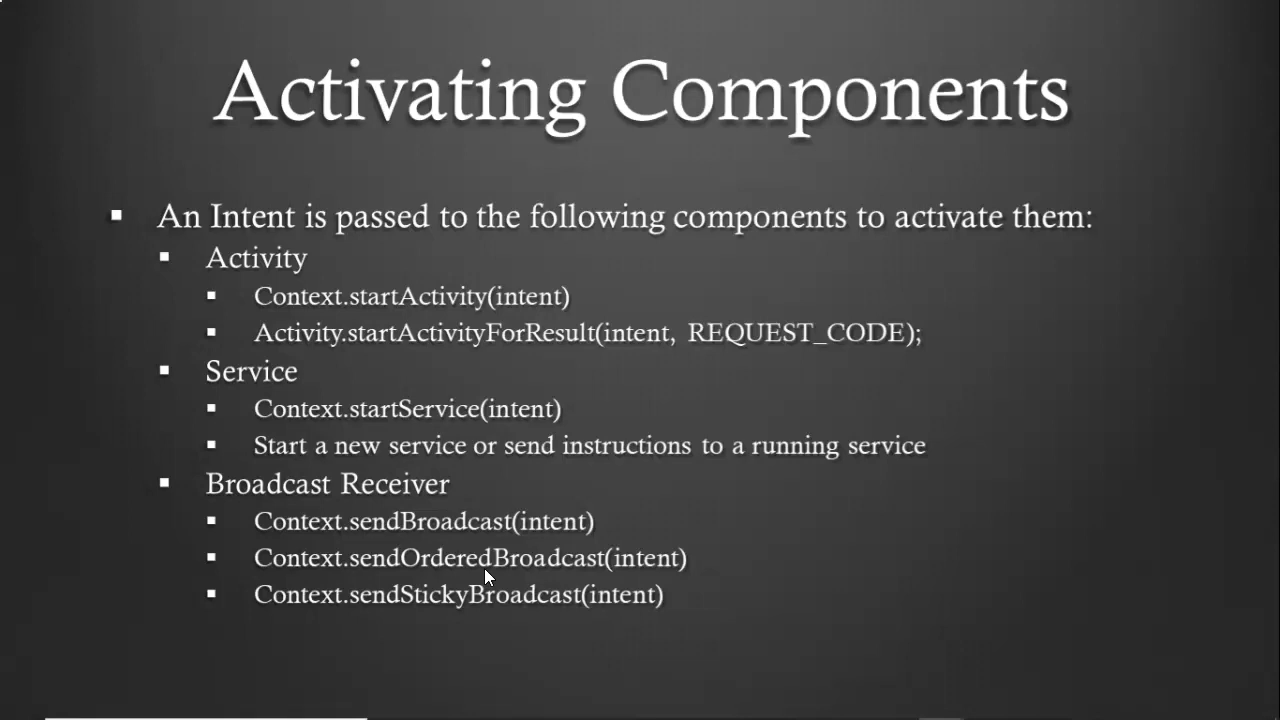 Activating Components
An Intent is passed to the following components to activate them:
Activity
Context.startActivity(intent)
Activity.startActivityForResult(intent, REQUEST_CODE);
Service
Context.startService(intent)
Start a new service or send instructions to a running service
Broadcast Receiver
Context.sendBroadcast(intent)
Context.sendOrderedBroadcast(intent)
Context.sendStickyBroadcast(intent)